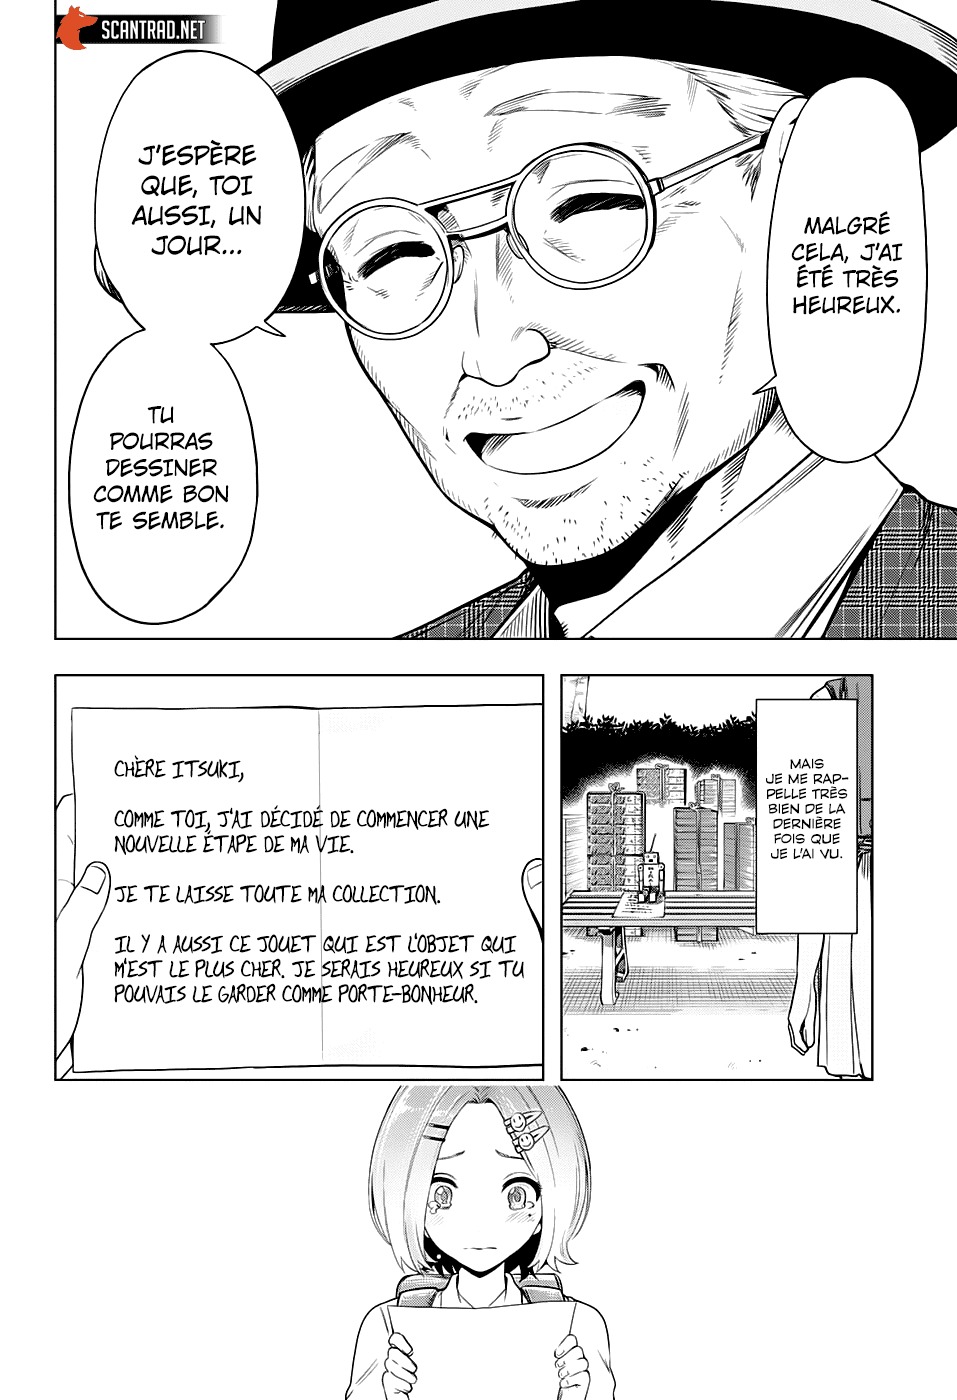 SCANTRAD.NET
MALGRÉ
CELA, J'AI
ÉTÉ TRÈS
HEUREUX.
J'ESPÈRE
QUE, TOI
AUSSI, UN
JOUR...
TU
POURRAS
DESSINER
COMME BON
TE SEMBLE.
MAIS
JE ME RAP-
PELLE TRÈS
BIEN DE LA
DERNIÈRE
FOIS QUE
JE L'AI VU.
CHÈRE ITSUKI,
COMME TOI, J'AI DÉCIDÉ DE COMMENCER UNE
NOUVELLE ÉTAPE DE MA VIE.
JE TE LAISSE TOUTE MA COLLECTION.
IL Y A AUSSI CE JOUET QUI EST L'OBJET QUI
M'EST LE PLUS CHER. JE SERAIS HEUREUX SI TU
POUVAIS LE GARDER COMME PORTE-BONHEUR.